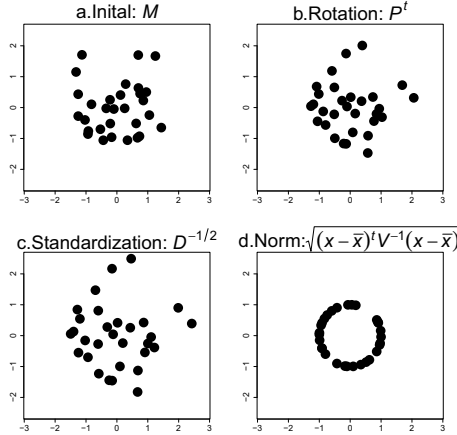 a.Inital: M
b.Rotation: P^t
2
1
0
−1
−2
−3 −2 −1 0 1 2 3
2
1
0
−1
−2
−3 −2 −1 0 1 2 3
c.Standardization: D^{−1/2}
d.Norm:√(x − x̅)^t V^{−1}(x − x̅)
2
1
0
−1
−2
−3 −2 −1 0 1 2 3
2
1
0
−1
−2
−3 −2 −1 0 1 2 3